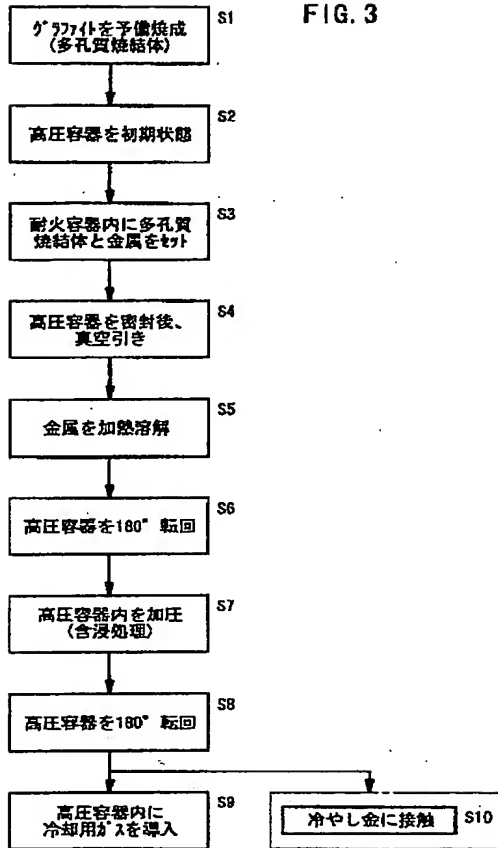 FIG. 3
S1
グラファイトを予備焼成
(多孔質焼結体)
S2
高圧容器を初期状態
S3
耐火容器内に多孔質
焼結体と金属をセット
S4
高圧容器を密封後、
真空引き
S5
金属を加熱溶解
S6
高圧容器を180° 転回
S7
高圧容器内を加圧
(含浸処理)
S8
高圧容器を180° 転回
S9
高圧容器内に
冷却用ガスを導入
冷やし金に接触
S10